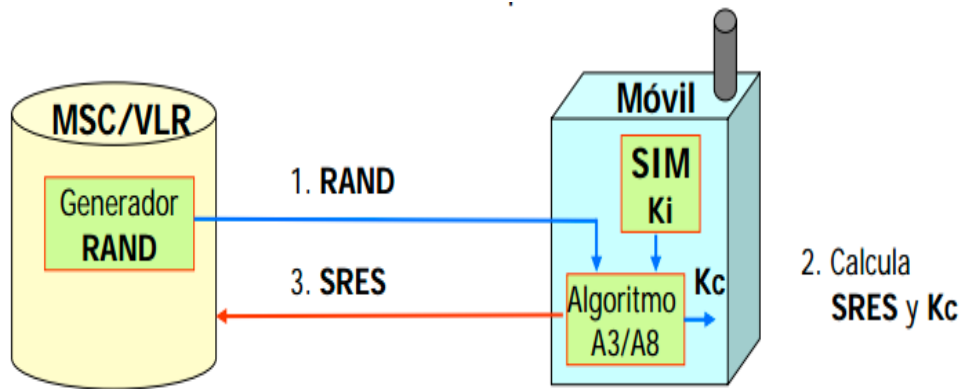 MSC/VLR
Generador
RAND
1. RAND
3. SRES
Móvil
SIM
Ki
Algoritmo
A3/A8
Kc
2. Calcula
SRES y Kc